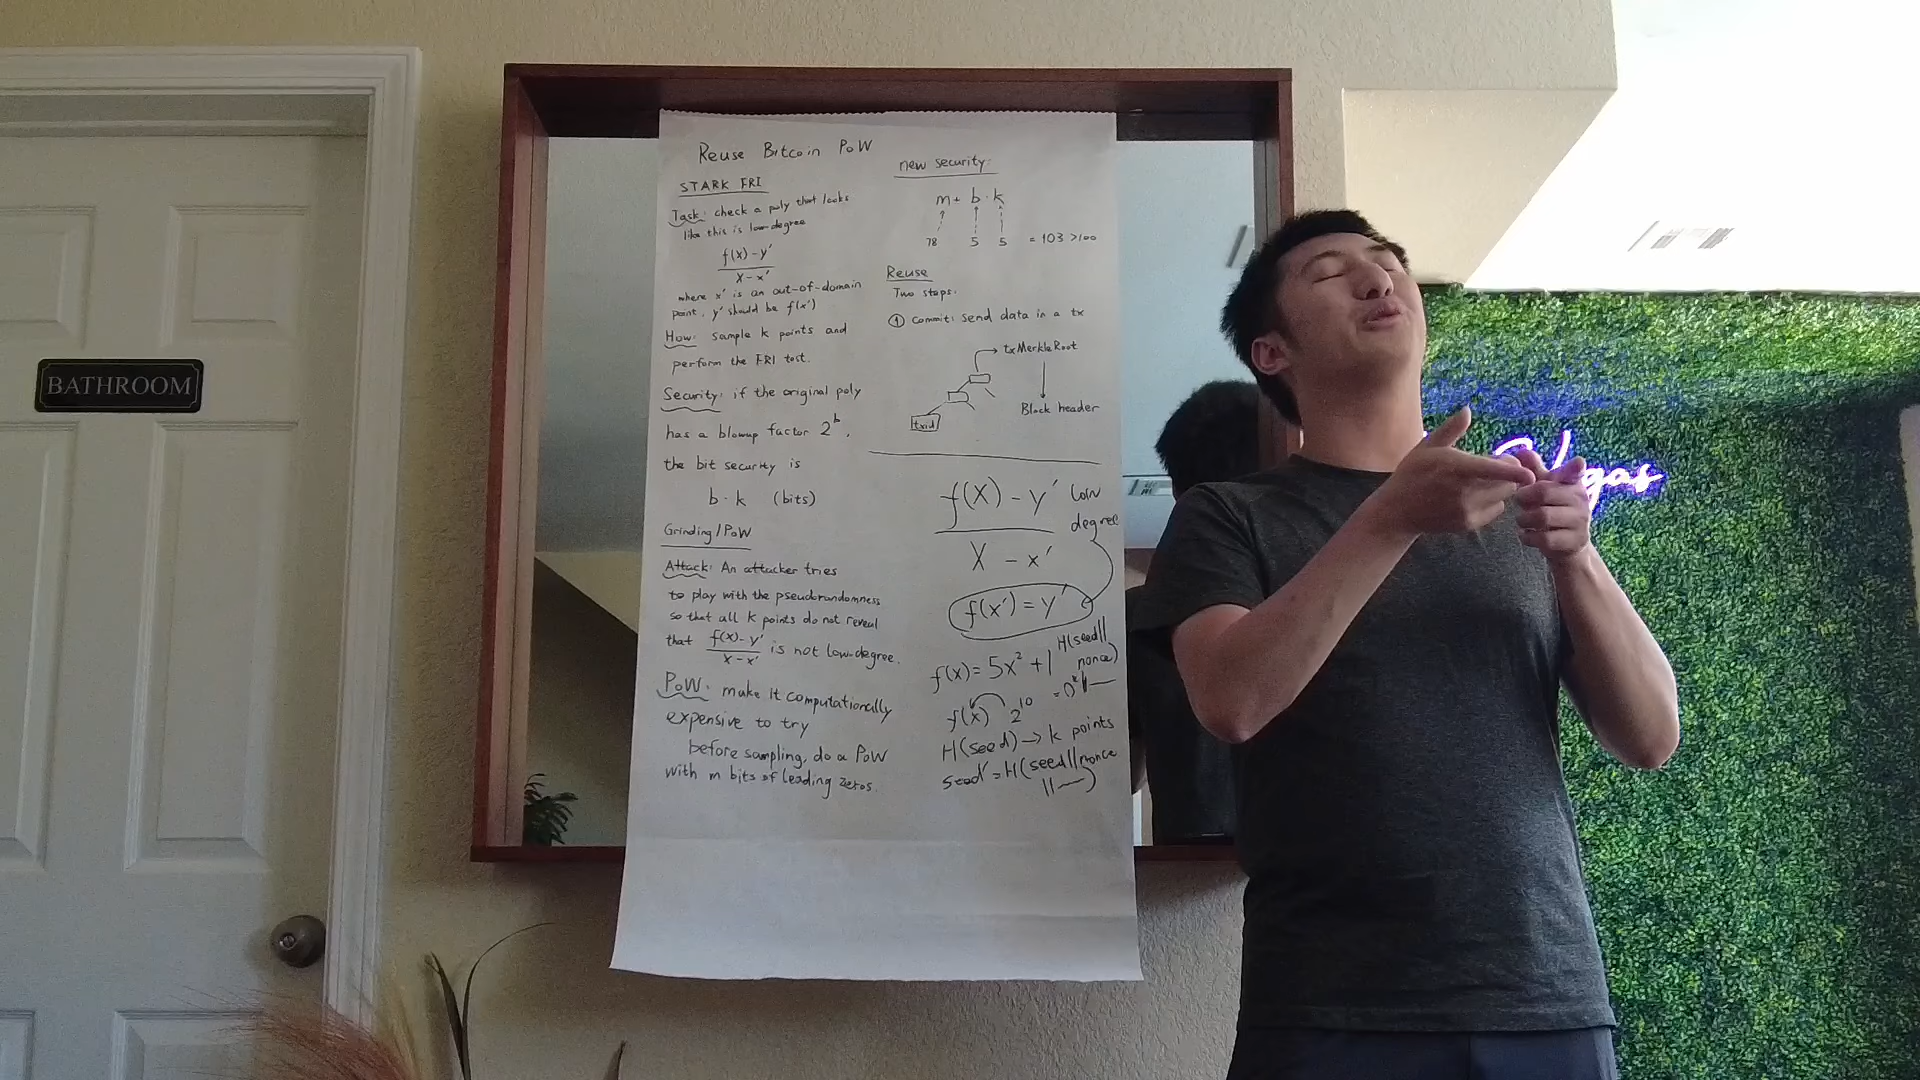 BATHROOM
Reuse Bitcoin PoW
STARK FRI
Task: check a poly that looks
like this is low-degree
f(x) - y'
x - x'
where x' is an out-of-domain
point, y' should be f(x')
How: sample k points and
perform the FRI test.
Security: if the original poly
has a blowup factor 2^b,
the bit security is
b · k (bits)
Grinding/PoW
Attack: An attacker tries
to play with the pseudorandomness
so that all k points do not reveal
that f(x)-y' / x-x' is not low-degree.
PoW: make it computationally
expensive to try
before sampling, do a PoW
with m bits of leading zeros.
new security:
m + b · k
78 5 5 = 103 > 100
Reuse
Two steps.
① Commit: send data in a tx
txMerkleRoot
Block header
txid
f(X) - y' low
degree
X - x'
f(x') = y'
f(x) = 5x² + 1
H(seed||
nonce)
f(x) 2^10
H(seed) → k points
seed' = H(seed||nonce
||—)
Vegas